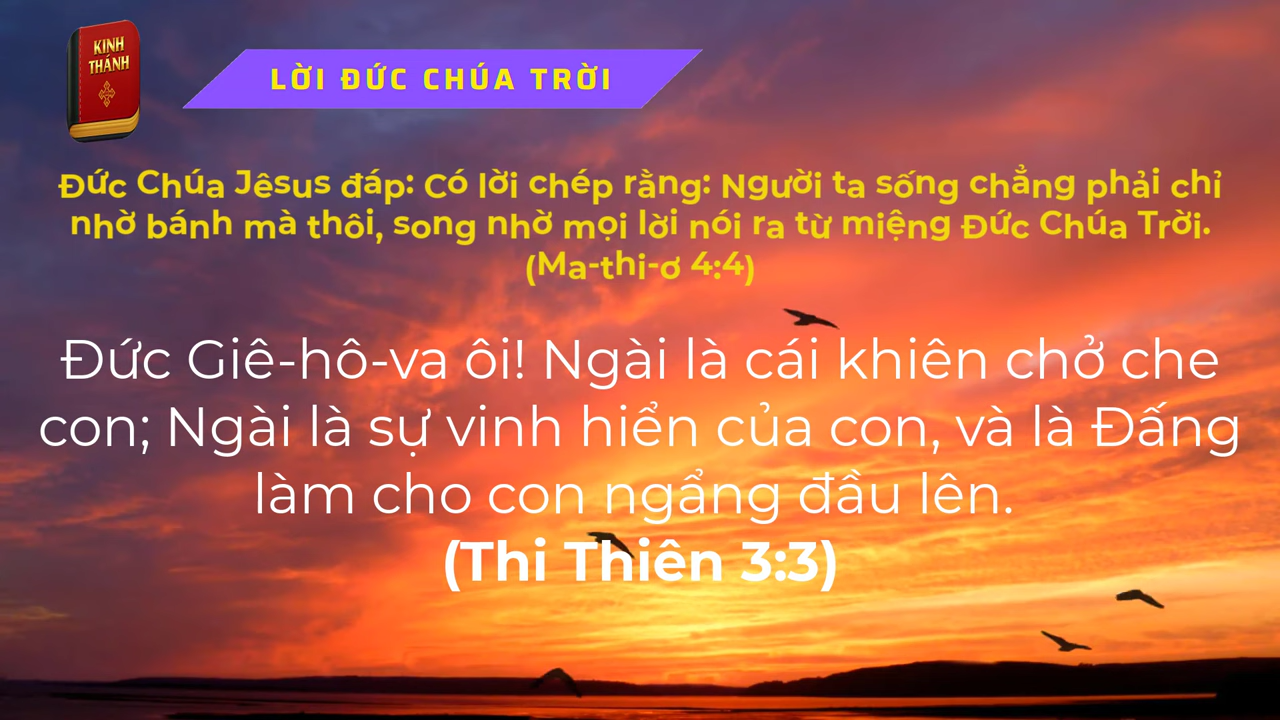 KINH
THÁNH
LỜI ĐỨC CHÚA TRỜI
Đức Chúa Jêsus đáp: Có lời chép rằng: Người ta sống chẳng phải chỉ
nhờ bánh mà thôi, song nhờ mọi lời nói ra từ miệng Đức Chúa Trời.
(Ma-thi-ơ 4:4)
Đức Giê-hô-va ôi! Ngài là cái khiên chở che
con; Ngài là sự vinh hiển của con, và là Đấng
làm cho con ngẩng đầu lên.
(Thi Thiên 3:3)